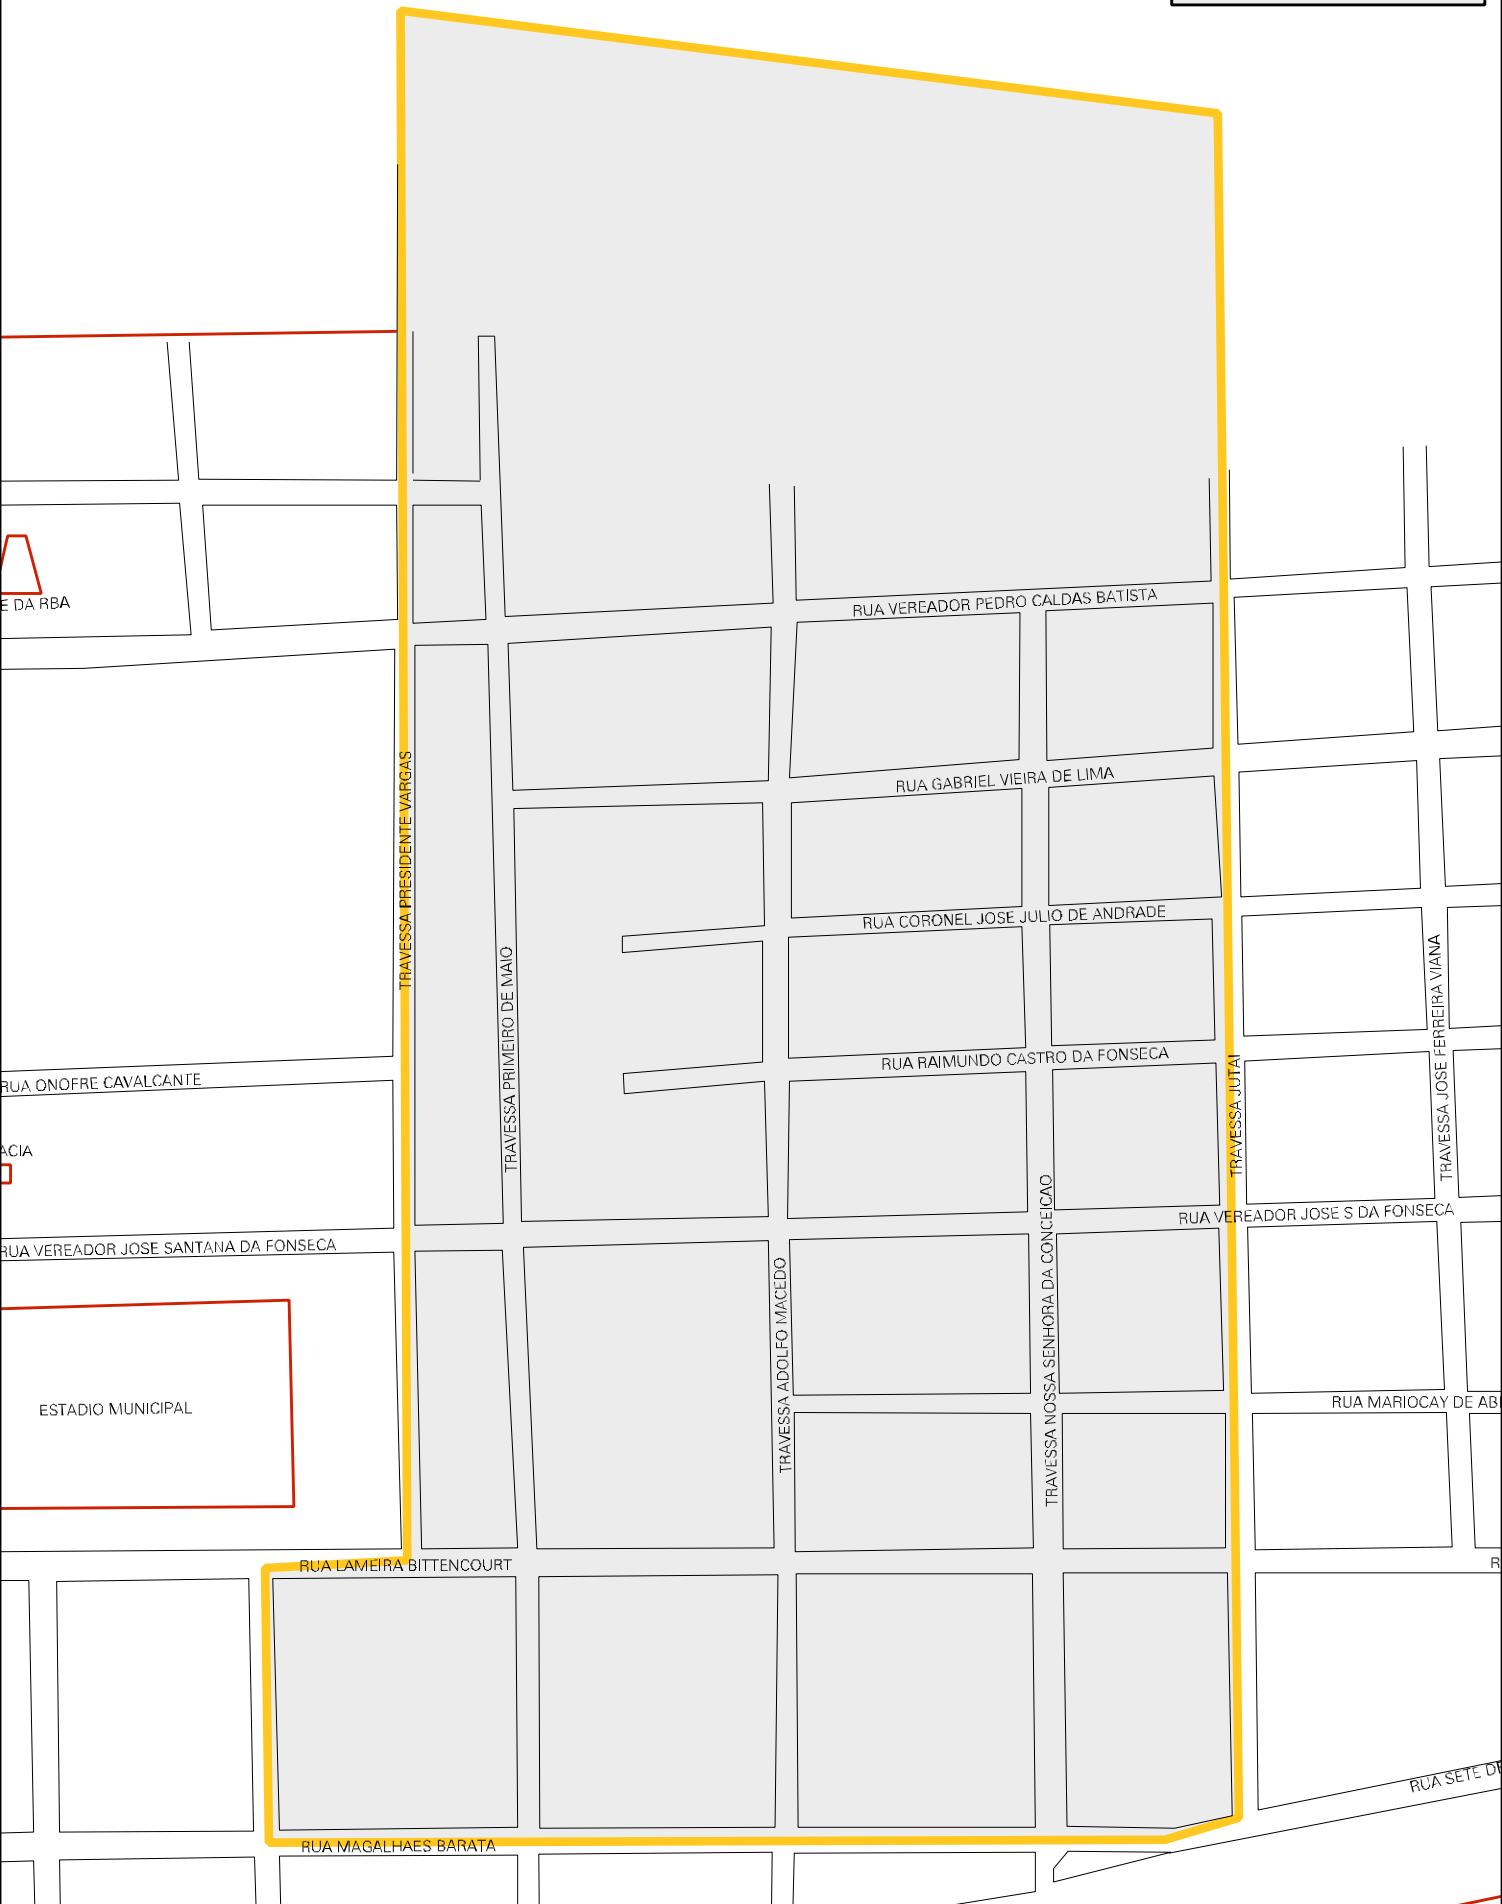 RUA VEREADOR PEDRO CALDAS BATISTA
E DA RBA
RUA GABRIEL VIEIRA DE LIMA
TRAVESSA PRESIDENTE VARGAS
RUA CORONEL JOSE JULIO DE ANDRADE
TRAVESSA PRIMEIRO DE MAIO
TRAVESSA JOSE FERREIRA VIANA
RUA RAIMUNDO CASTRO DA FONSECA
TRAVESSA JUTAI
RUA ONOFRE CAVALCANTE
ACIA
TRAVESSA NOSSA SENHORA DA CONCEICAO
RUA VEREADOR JOSE S DA FONSECA
RUA VEREADOR JOSE SANTANA DA FONSECA
TRAVESSA ADOLFO MACEDO
ESTADIO MUNICIPAL
RUA MARIOCAY DE AB
RUA LAMEIRA BITTENCOURT
R
RUA SETE DE
RUA MAGALHAES BARATA